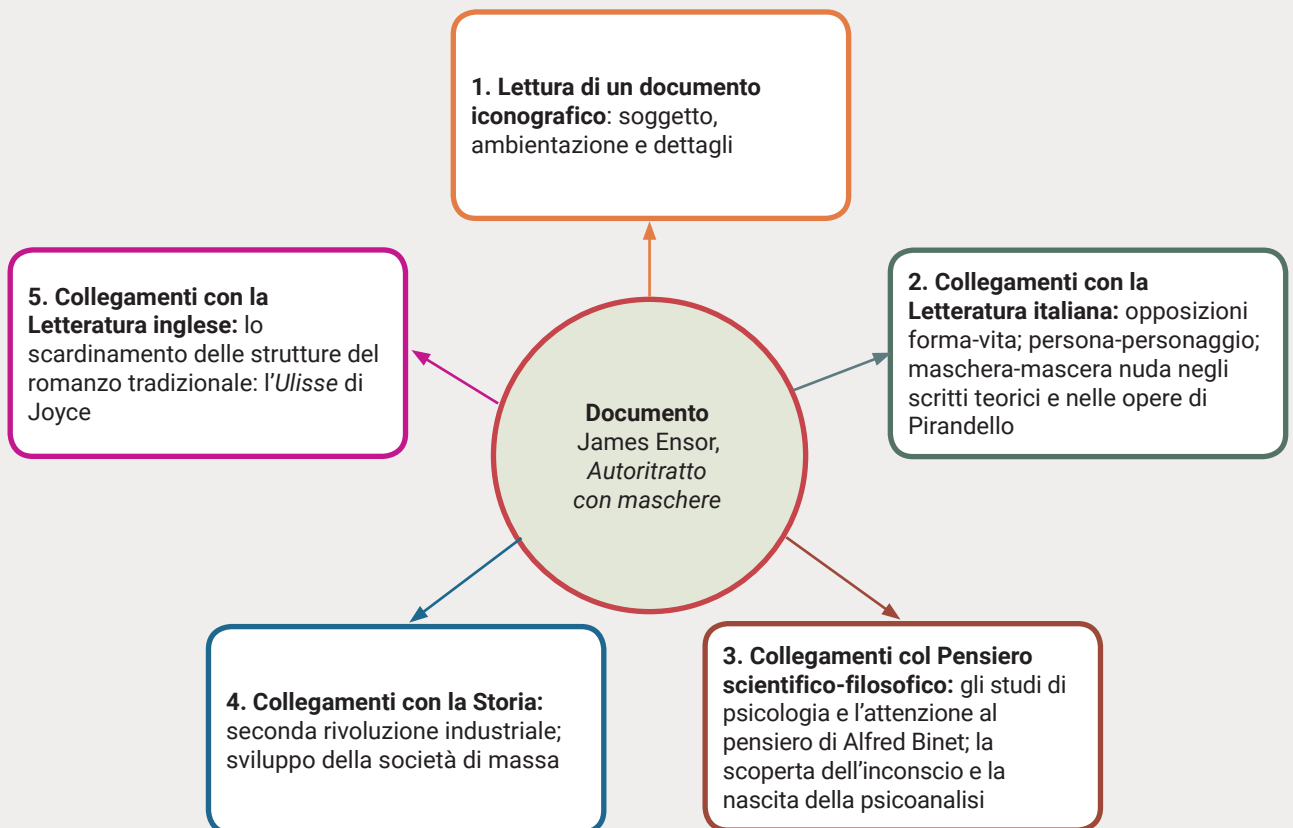 1. Lettura di un documento
iconografico: soggetto,
ambientazione e dettagli
2. Collegamenti con la
Letteratura italiana: opposizioni
forma-vita; persona-personaggio;
maschera-mascera nuda negli
scritti teorici e nelle opere di
Pirandello
3. Collegamenti col Pensiero
scientifico-filosofico: gli studi di
psicologia e l’attenzione al
pensiero di Alfred Binet; la
scoperta dell’inconscio e la
nascita della psicoanalisi
4. Collegamenti con la Storia:
seconda rivoluzione industriale;
sviluppo della società di massa
5. Collegamenti con la
Letteratura inglese: lo
scardinamento delle strutture del
romanzo tradizionale: l’Ulisse di
Joyce
Documento
James Ensor,
Autoritratto
con maschere